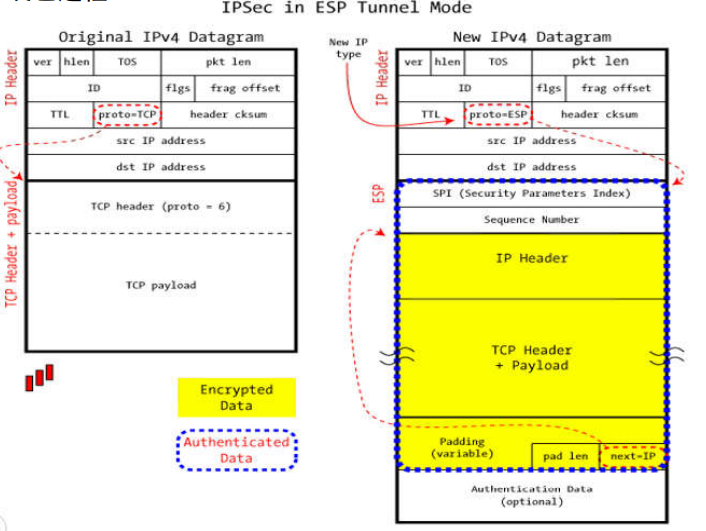 IPSec in ESP Tunnel Mode
Original IPv4 Datagram
IP Header
ver hlen TOS pkt len
ID flgs frag offset
TTL proto=TCP header cksum
src IP address
dst IP address
TCP Header + payload
TCP header (proto = 6)
TCP payload
Encrypted
Data
Authenticated
Data
New IP
type
New IPv4 Datagram
IP Header
ver hlen TOS pkt len
ID flgs frag offset
TTL proto=ESP header cksum
src IP address
dst IP address
ESP
SPI (Security Parameters Index)
Sequence Number
IP Header
TCP Header
+ Payload
Padding
(variable)
pad len next=IP
Authentication Data
(optional)